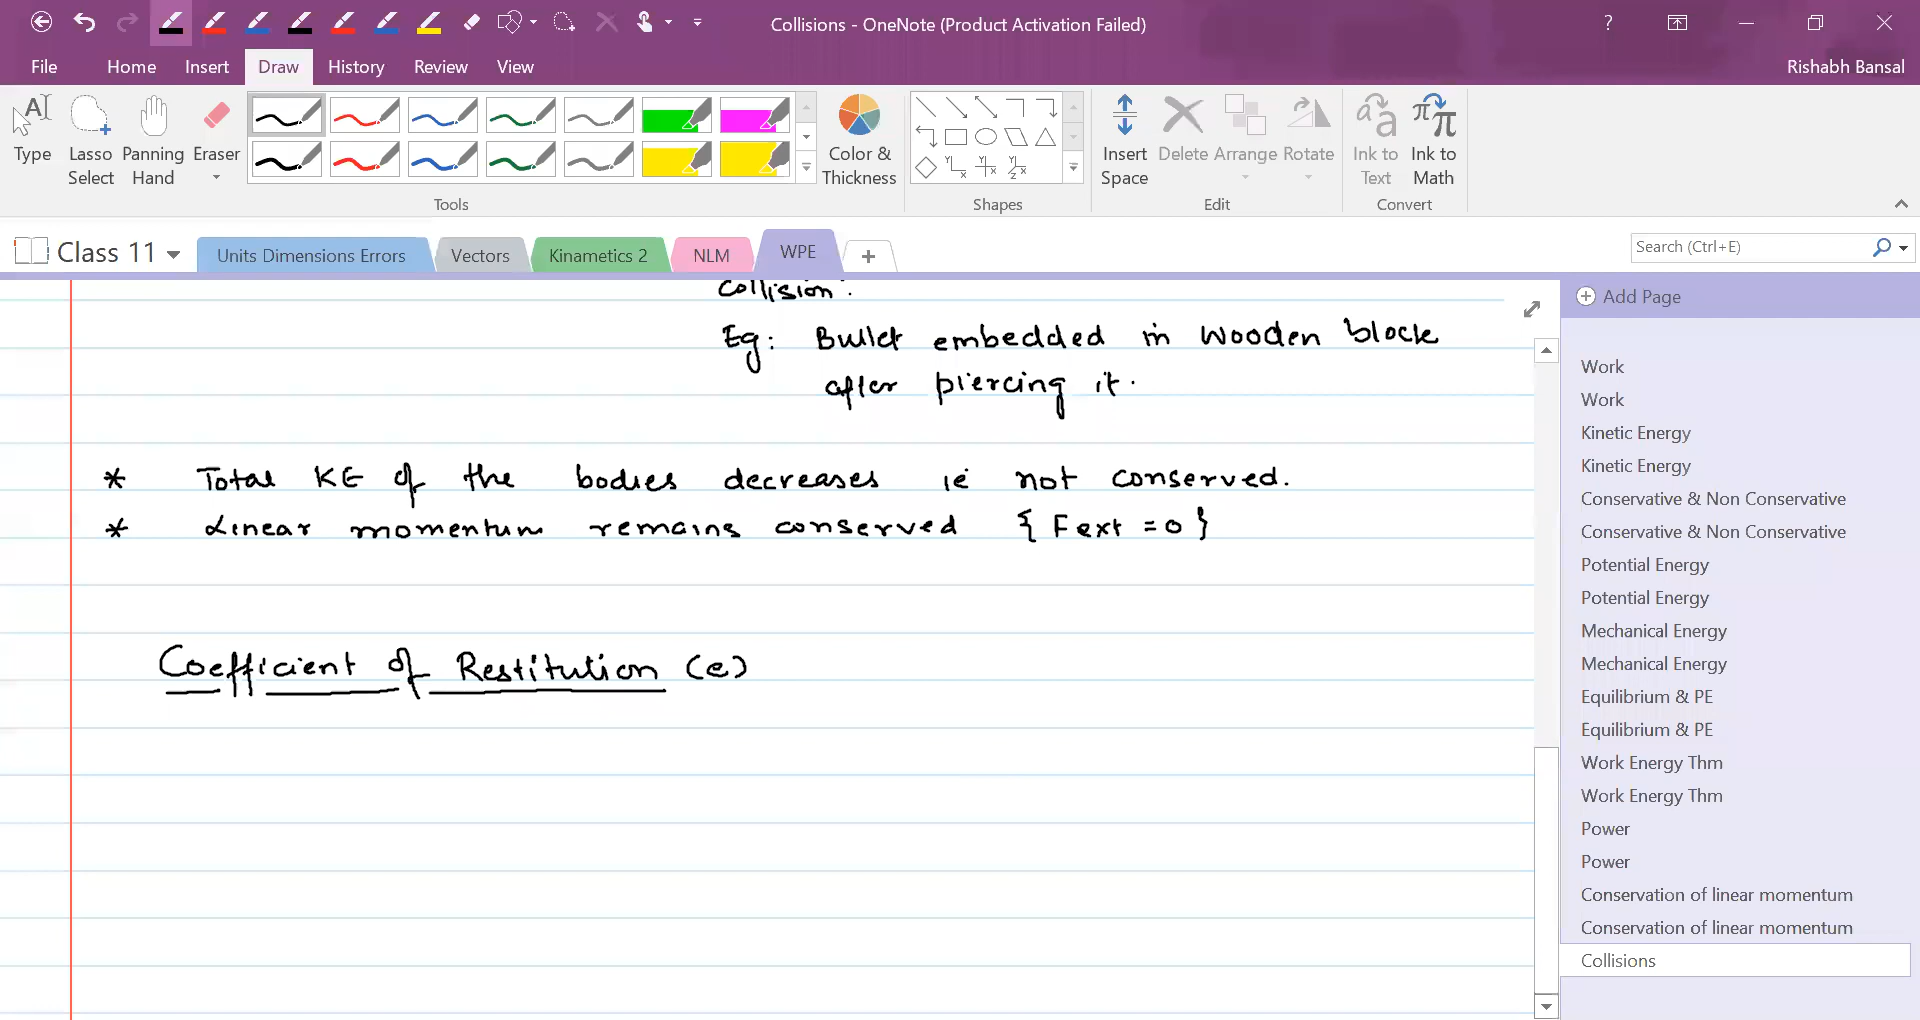 Collisions - OneNote (Product Activation Failed)
?
File Home Insert Draw History Review View
Rishabh Bansal
Type
Lasso Select
Panning Hand
Eraser
Color & Thickness
Insert Space
Delete
Arrange
Rotate
Ink to Text
Ink to Math
Tools
Shapes
Edit
Convert
Class 11
Units Dimensions Errors
Vectors
Kinametics 2
NLM
WPE
+
Search (Ctrl+E)
Add Page
Collision.
Eg: Bullet embedded in wooden block
after piercing it.
* Total KE of the bodies decreases ie not conserved.
* Linear momentum remains conserved { Fext = 0 }
Coefficient of Restitution (e)
Work
Work
Kinetic Energy
Kinetic Energy
Conservative & Non Conservative
Conservative & Non Conservative
Potential Energy
Potential Energy
Mechanical Energy
Mechanical Energy
Equilibrium & PE
Equilibrium & PE
Work Energy Thm
Work Energy Thm
Power
Power
Conservation of linear momentum
Conservation of linear momentum
Collisions